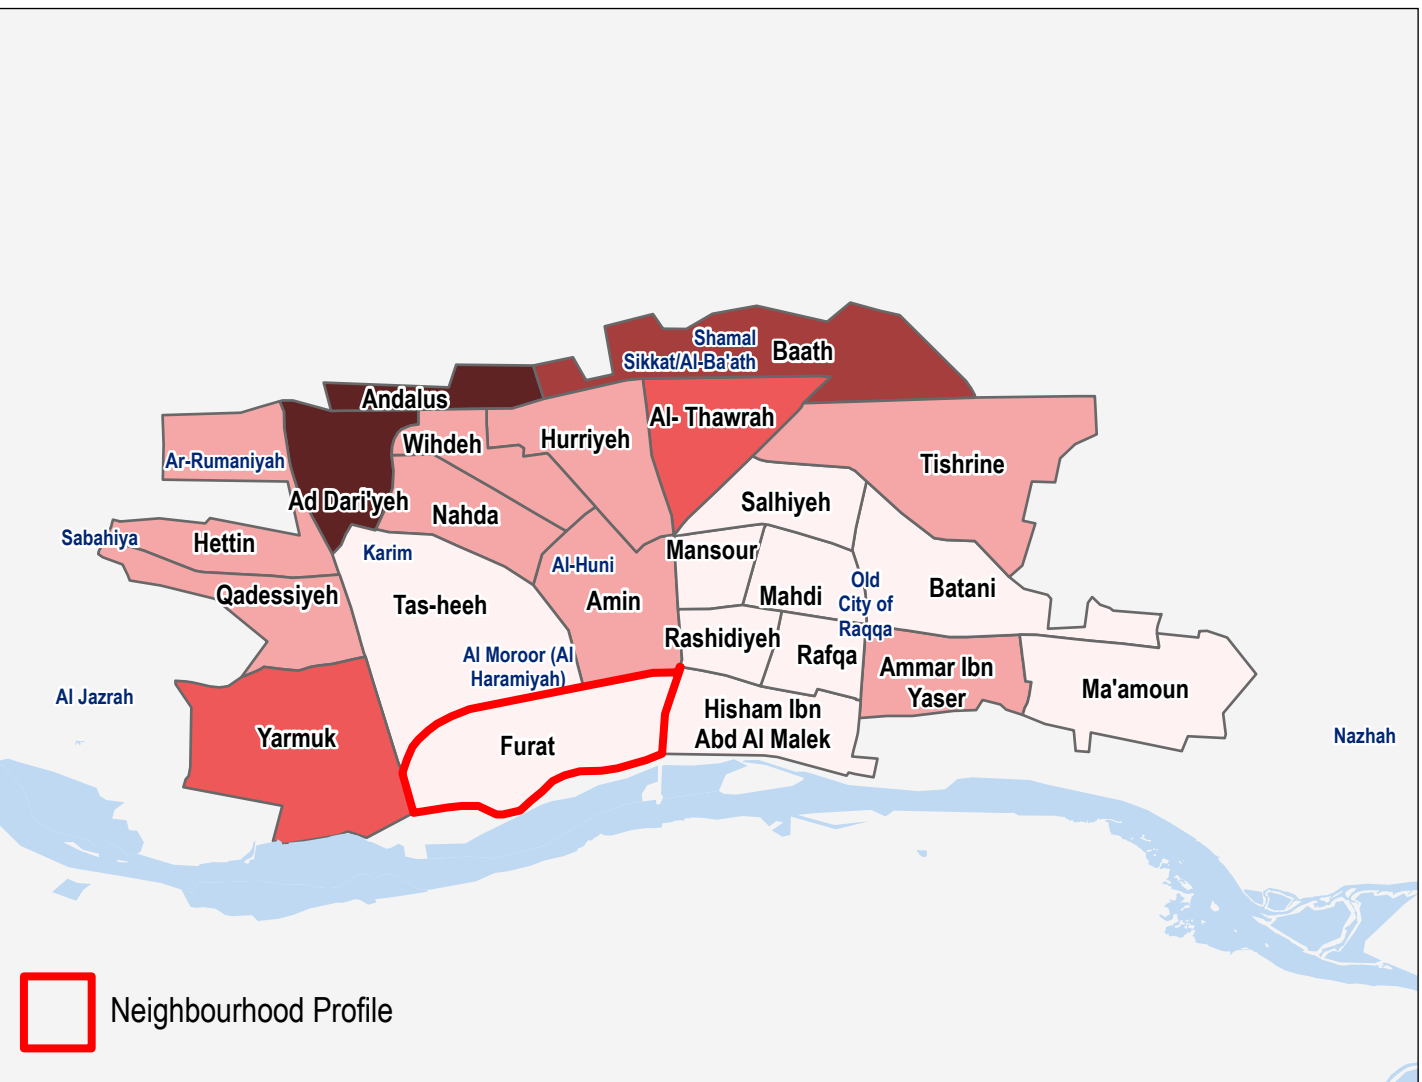 Shamal
Sikkat/Al-Ba'ath
Baath
Andalus
Al- Thawrah
Wihdeh
Hurriyeh
Ar-Rumaniyah
Tishrine
Ad Dari'yeh
Nahda
Salhiyeh
Sabahiya
Hettin
Karim
Al-Huni
Mansour
Qadessiyeh
Tas-heeh
Amin
Mahdi
Old
City of
Raqqa
Batani
Rashidiyeh
Rafqa
Al Moroor (Al
Haramiyah)
Ammar Ibn
Yaser
Ma'amoun
Al Jazrah
Yarmuk
Furat
Hisham Ibn
Abd Al Malek
Nazhah
Neighbourhood Profile